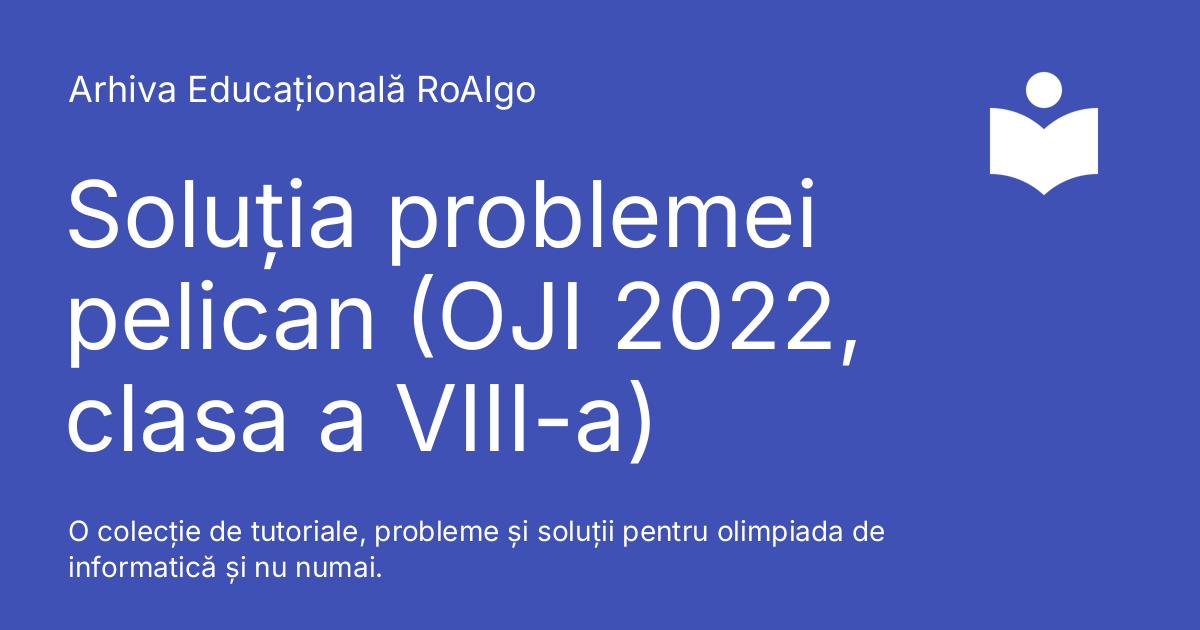 Arhiva Educațională RoAlgo
Soluția problemei
pelican (OJI 2022,
clasa a VIII-a)
O colecție de tutoriale, probleme și soluții pentru olimpiada de
informatică și nu numai.